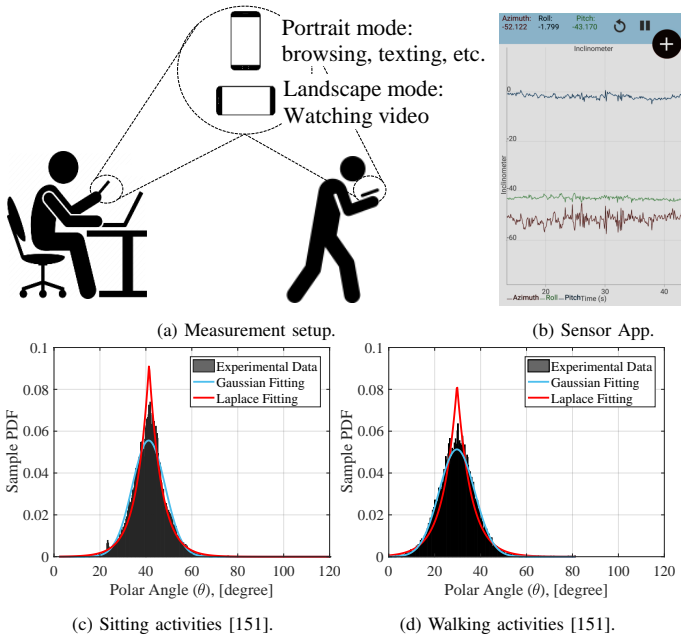 Portrait mode:
browsing, texting, etc.
Landscape mode:
Watching video
Azimuth: Roll: Pitch:
-52.122 -1.799 -43.170
Inclinometer
0
-20
-40
-60
Inclinometer
20 30 40
Azimuth Roll Pitch Time (s)
(a) Measurement setup.
(b) Sensor App.
0.1
0.08
0.06
0.04
0.02
0
Sample PDF
Experimental Data
Gaussian Fitting
Laplace Fitting
0 20 40 60 80 100 120
Polar Angle (θ), [degree]
(c) Sitting activities [151].
0.1
0.08
0.06
0.04
0.02
0
Sample PDF
Experimental Data
Gaussian Fitting
Laplace Fitting
0 20 40 60 80 100 120
Polar Angle (θ), [degree]
(d) Walking activities [151].